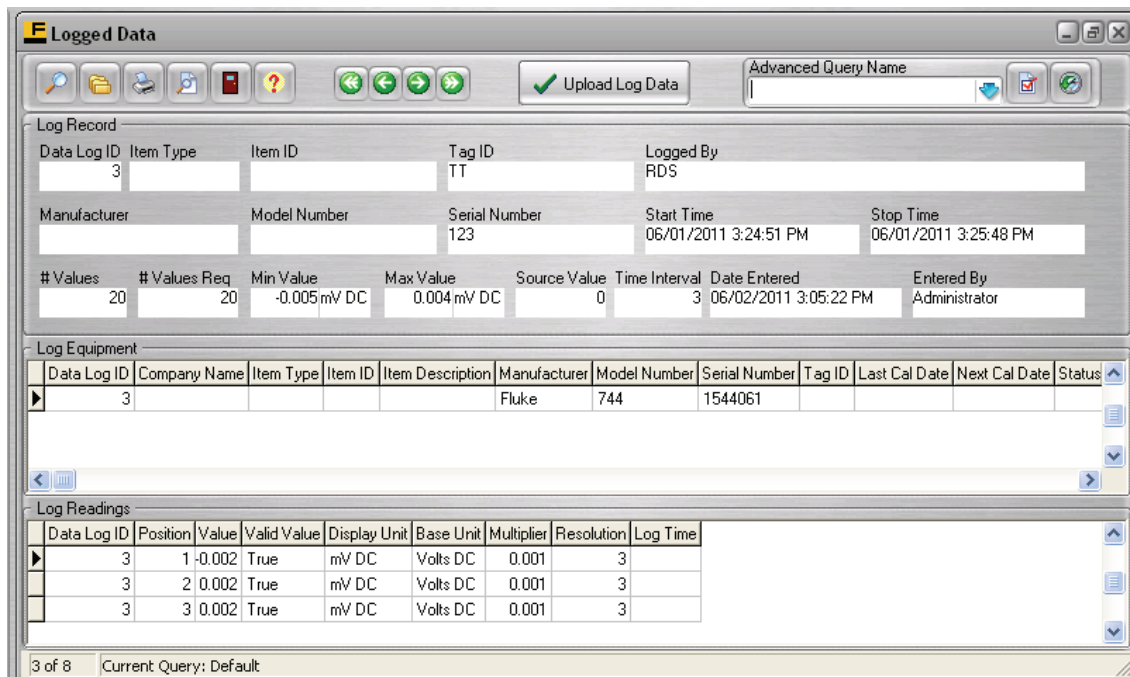 F Logged Data
? Upload Log Data Advanced Query Name
Log Record
Data Log ID Item Type Item ID Tag ID Logged By
3 TT RDS
Manufacturer Model Number Serial Number Start Time Stop Time
123 06/01/2011 3:24:51 PM 06/01/2011 3:25:48 PM
# Values # Values Req Min Value Max Value Source Value Time Interval Date Entered Entered By
20 20 -0.005 mV DC 0.004 mV DC 0 3 06/02/2011 3:05:22 PM Administrator
Log Equipment
Data Log ID Company Name Item Type Item ID Item Description Manufacturer Model Number Serial Number Tag ID Last Cal Date Next Cal Date Status
3 Fluke 744 1544061
Log Readings
Data Log ID Position Value Valid Value Display Unit Base Unit Multiplier Resolution Log Time
3 1 -0.002 True mV DC Volts DC 0.001 3
3 2 0.002 True mV DC Volts DC 0.001 3
3 3 0.002 True mV DC Volts DC 0.001 3
3 of 8 Current Query: Default